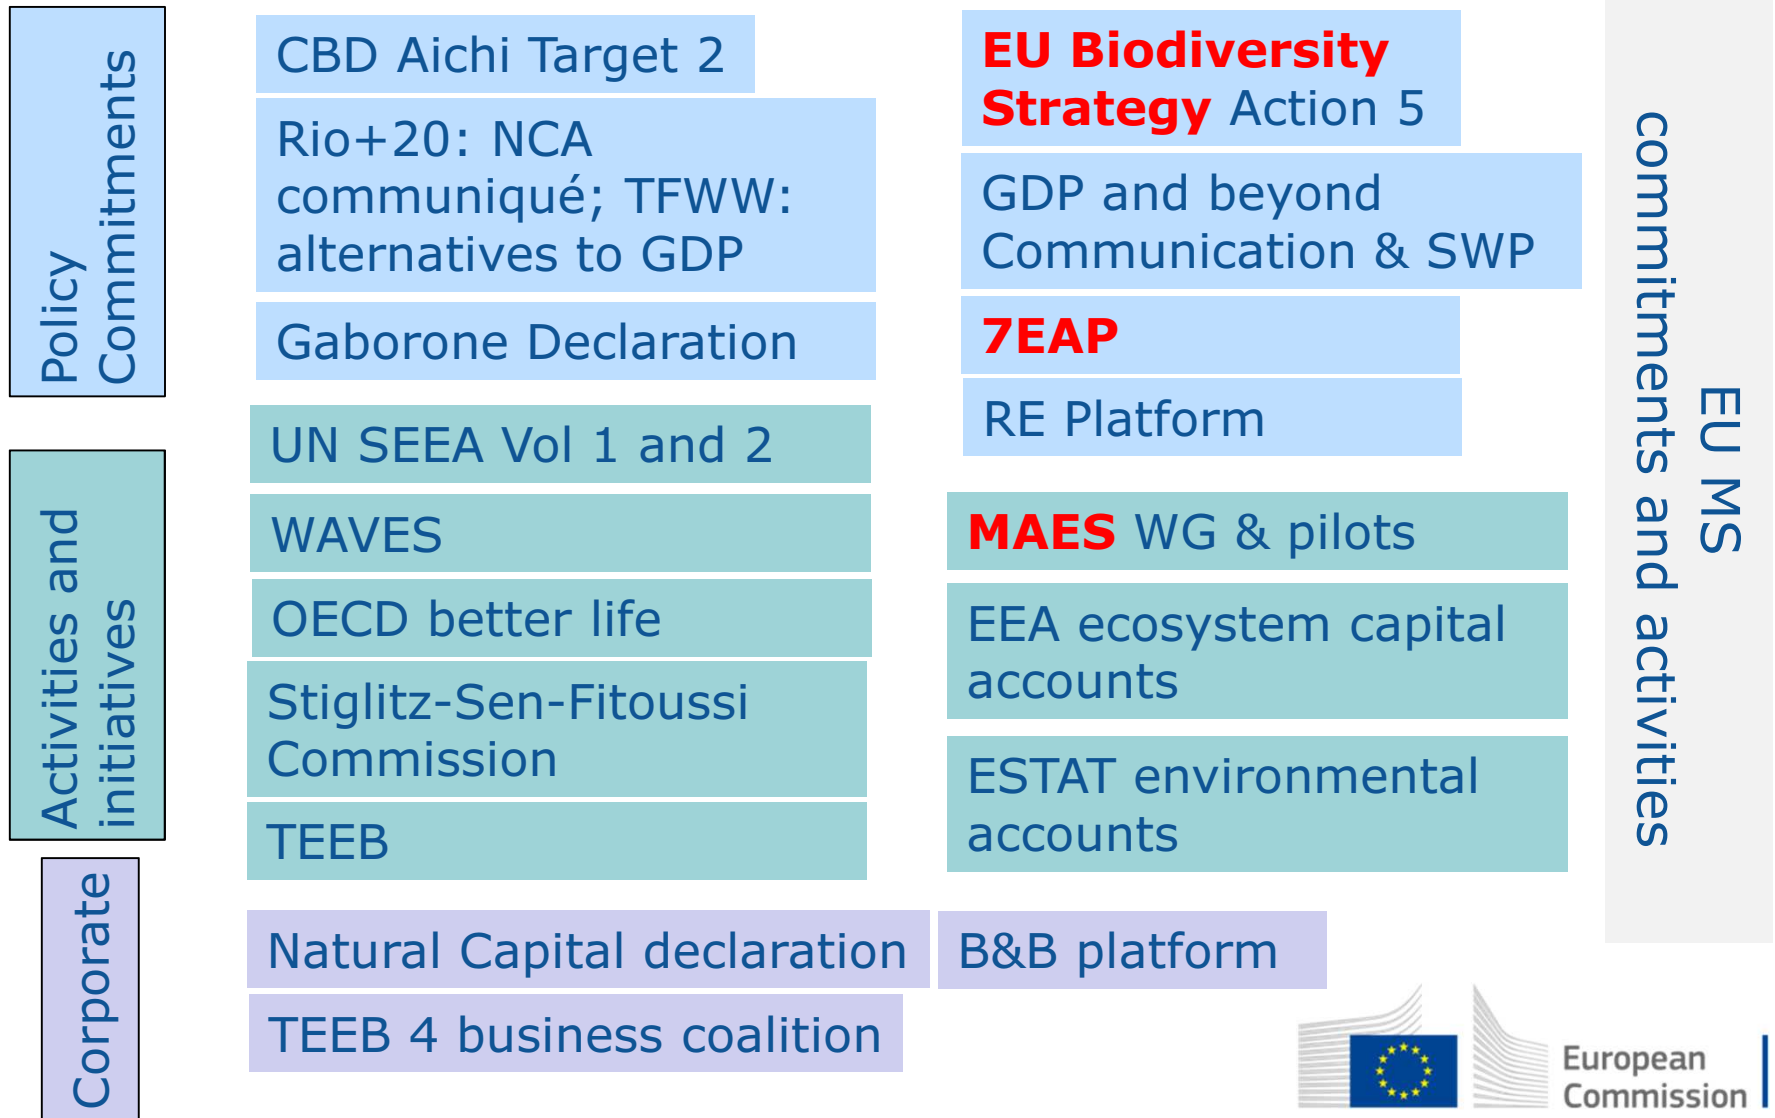 Policy
Commitments
CBD Aichi Target 2
Rio+20: NCA
communiqué; TFWW:
alternatives to GDP
Gaborone Declaration
EU Biodiversity
Strategy Action 5
GDP and beyond
Communication & SWP
7EAP
RE Platform
Activities and
initiatives
UN SEEA Vol 1 and 2
WAVES
OECD better life
Stiglitz-Sen-Fitoussi
Commission
TEEB
MAES WG & pilots
EEA ecosystem capital
accounts
ESTAT environmental
accounts
Corporate
Natural Capital declaration
TEEB 4 business coalition
B&B platform
EU MS
commitments and activities
European
Commission